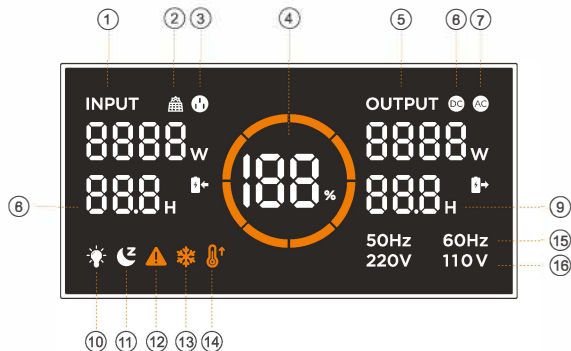 1 2 3 4 5 6 7
INPUT OUTPUT DC AC
8888 W 8888 W
188 %
6 88.8 H 88.8 H 9
50Hz 60Hz 15
220V 110V 16
z
10 11 12 13 14